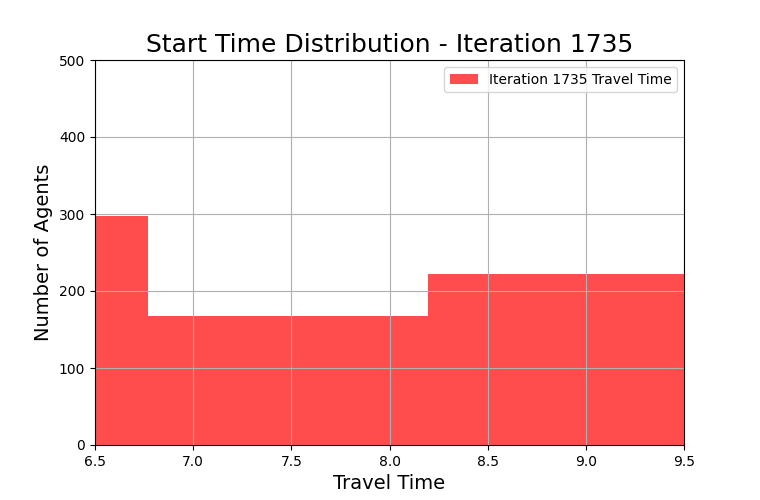 Start Time Distribution - Iteration 1735
500
Iteration 1735 Travel Time
400
300
200
100
0
Number of Agents
6.5 7.0 7.5 8.0 8.5 9.0 9.5
Travel Time